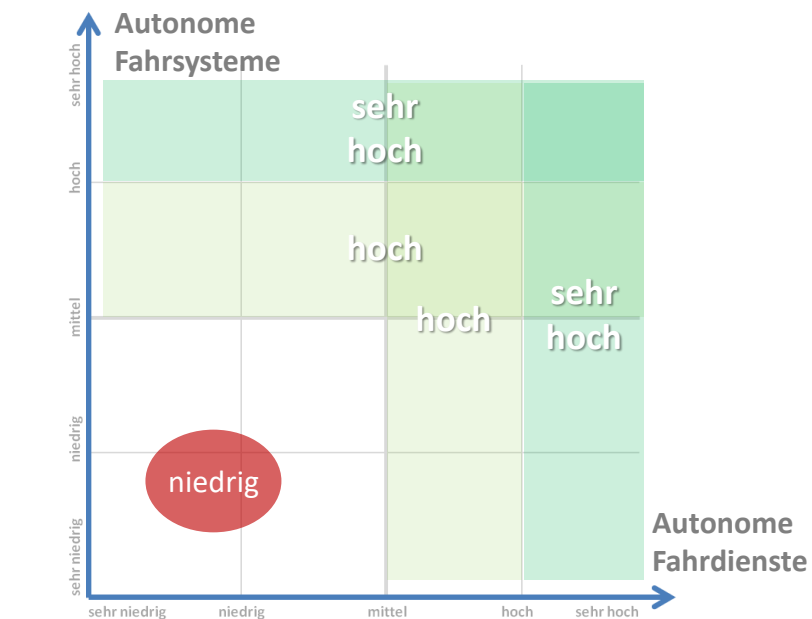 Autonome
Fahrsysteme
sehr hoch
hoch
mittel
niedrig
sehr niedrig
sehr
hoch
hoch
hoch
sehr
hoch
niedrig
Autonome
Fahrdienste
sehr niedrig
niedrig
mittel
hoch
sehr hoch